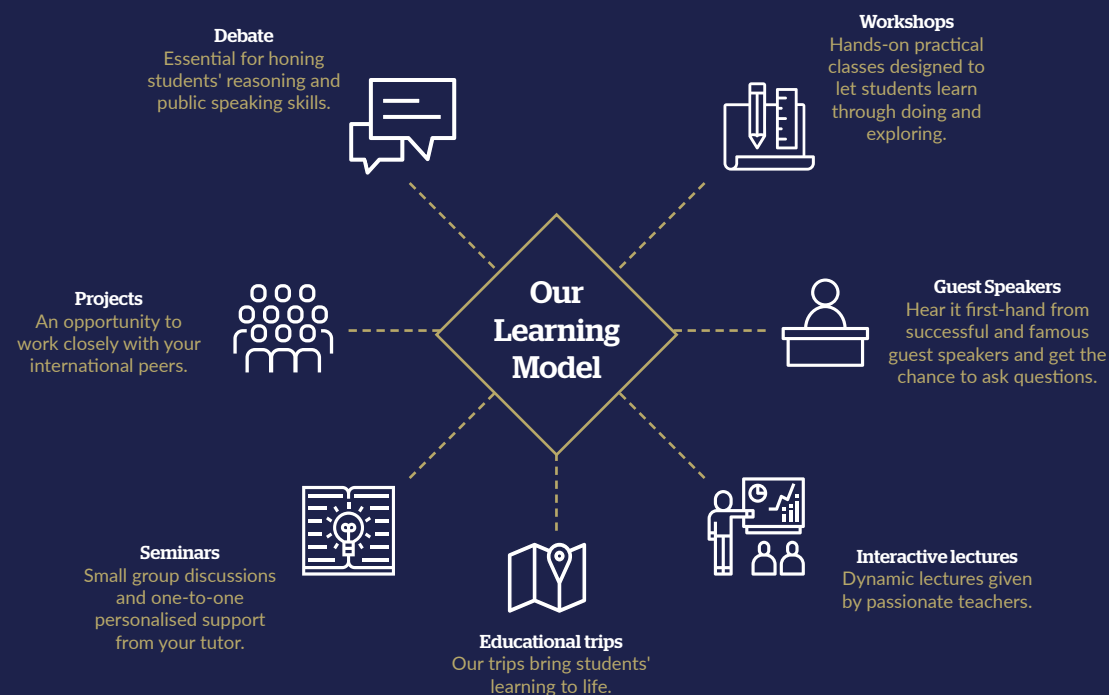 Debate
Essential for honing
students' reasoning and
public speaking skills.
Workshops
Hands-on practical
classes designed to
let students learn
through doing and
exploring.
Projects
An opportunity to
work closely with your
international peers.
Our
Learning
Model
Guest Speakers
Hear it first-hand from
successful and famous
guest speakers and get the
chance to ask questions.
Seminars
Small group discussions
and one-to-one
personalised support
from your tutor.
Educational trips
Our trips bring students'
learning to life.
Interactive lectures
Dynamic lectures given
by passionate teachers.